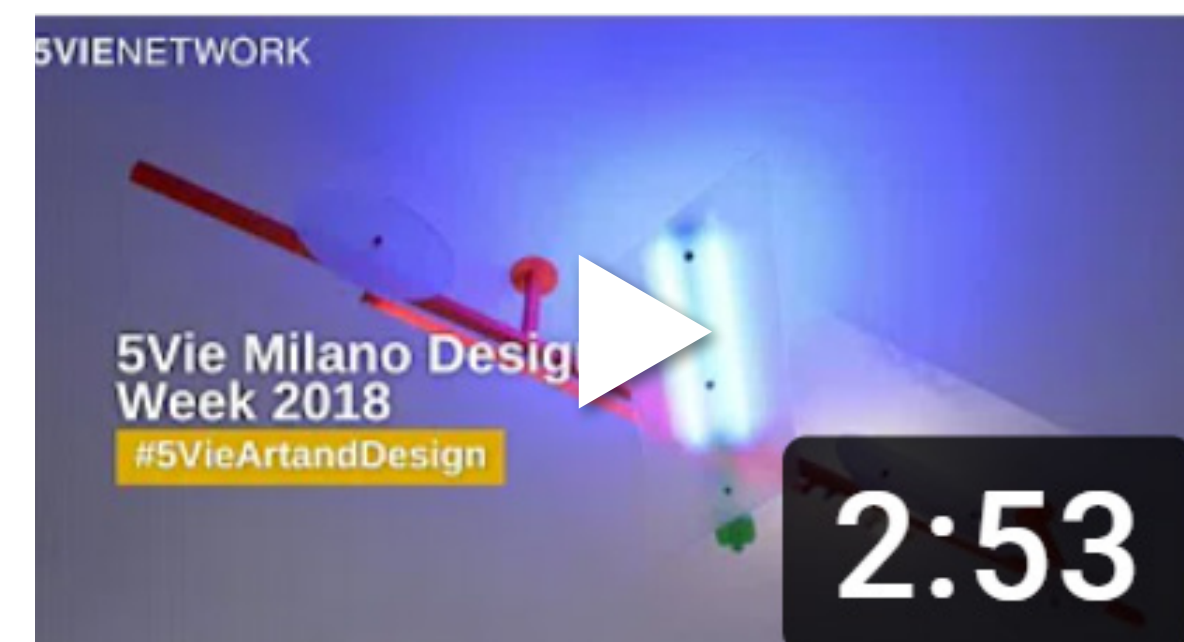 5VIENETWORK
5Vie Milano Desig
Week 2018
#5VieArtandDesign
2:53